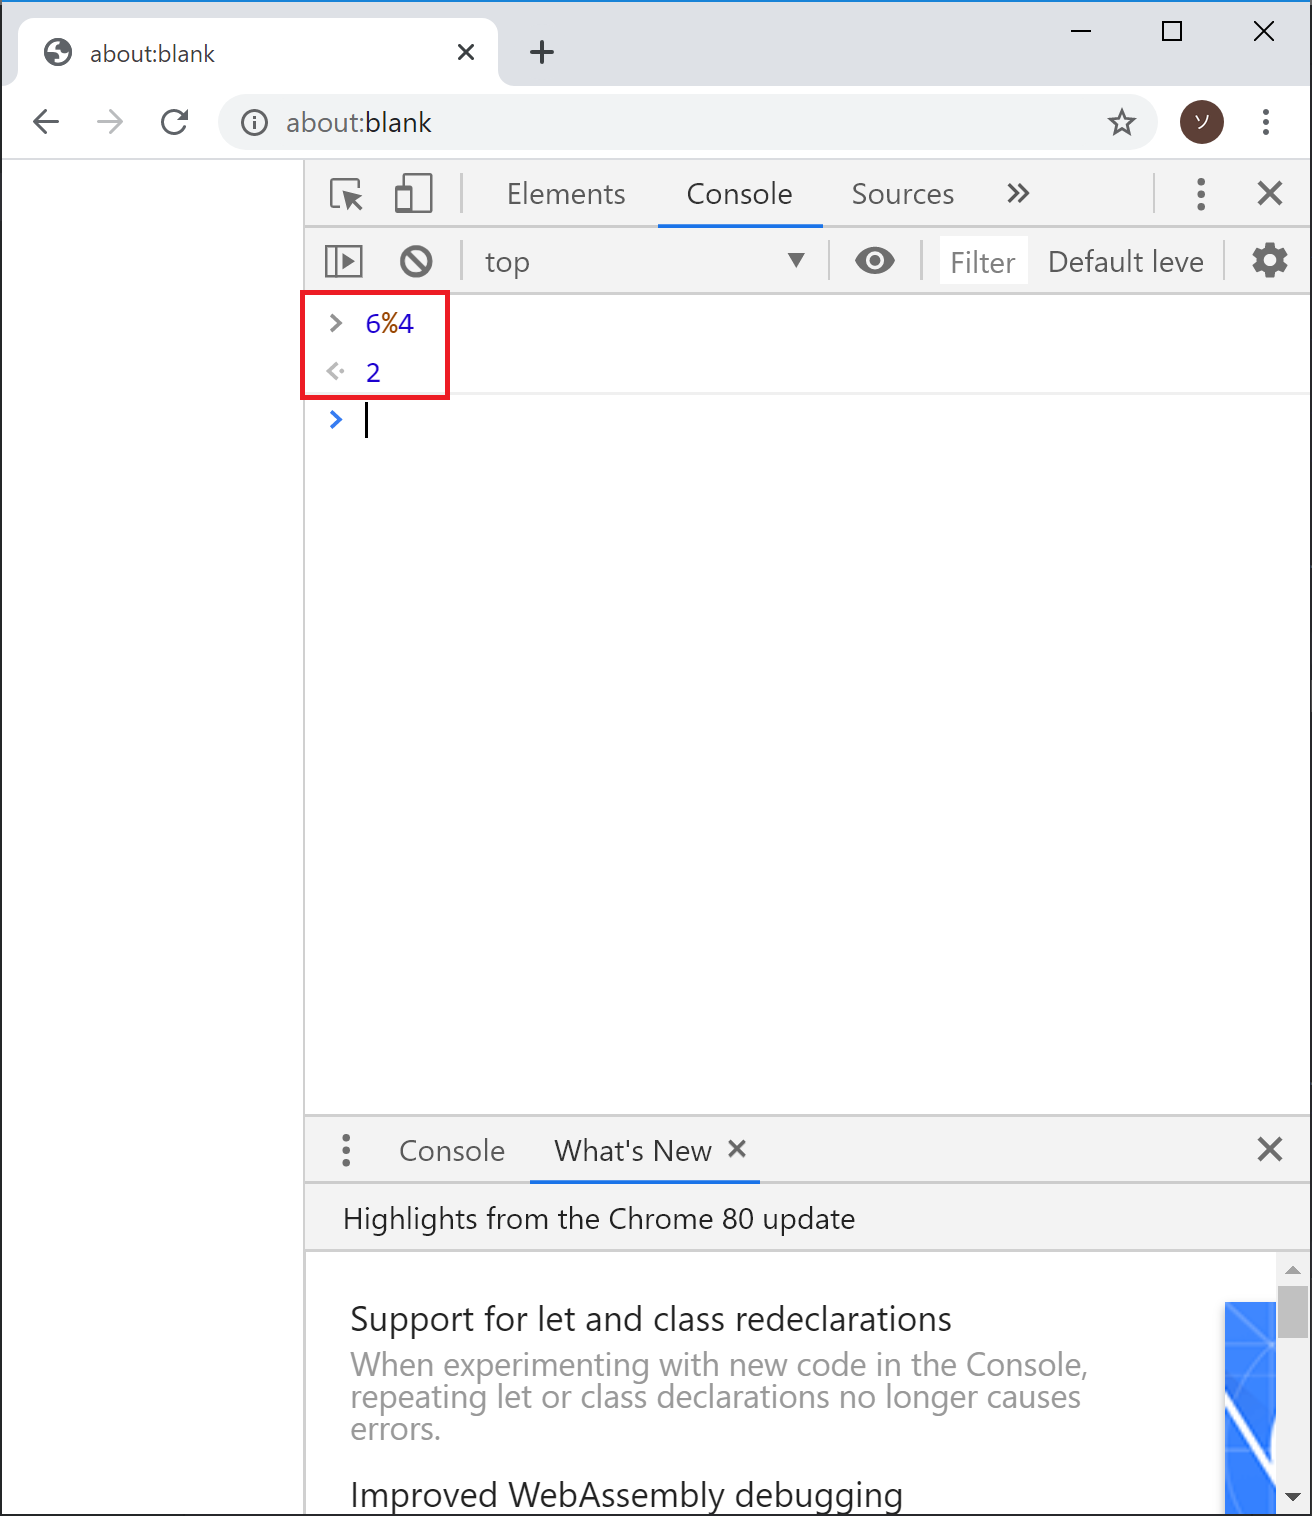 about:blank
about:blank
ソ
Elements Console Sources
top Filter Default leve
6%4
2
Console What's New
Highlights from the Chrome 80 update
Support for let and class redeclarations
When experimenting with new code in the Console,
repeating let or class declarations no longer causes
errors.
Improved WebAssembly debugging